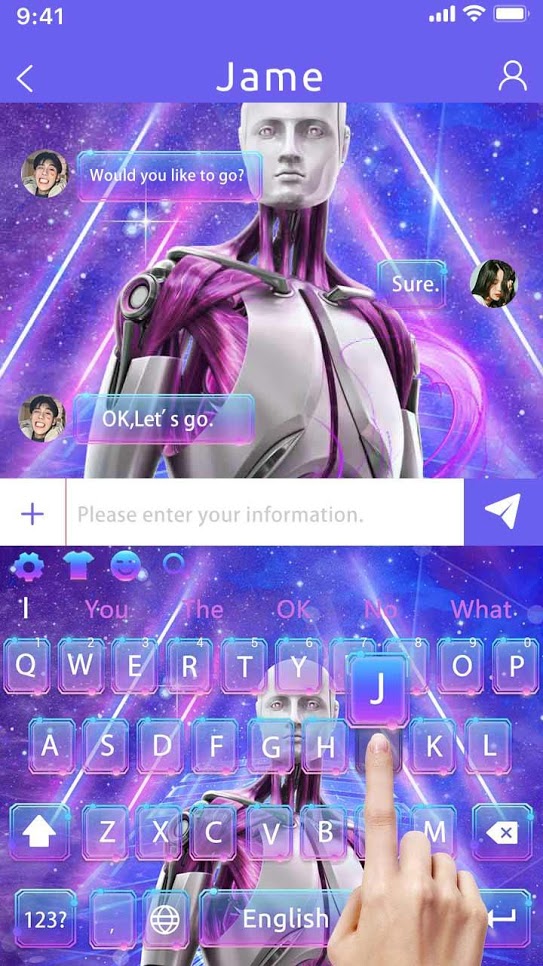 9:41
Jame
Would you like to go?
Sure.
OK,Let's go.
+
Please enter your information.
I You The OK No What
1 2 3 4 5 6 7 8 9 0
Q W E R T Y O P
J
A S D F G H K L
Z X C V B M
123? , English